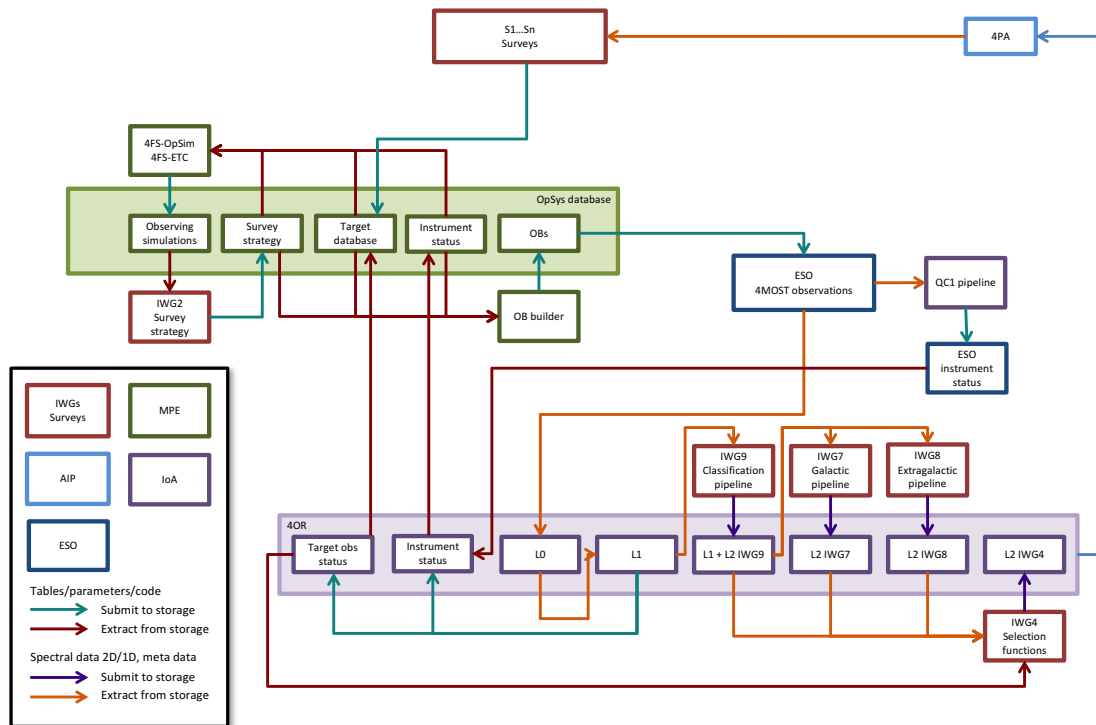 S1...Sn
Surveys
4PA
4FS-OpSim
4FS-ETC
OpSys database
Observing
simulations
Survey
strategy
Target
database
Instrument
status
OBs
IWG2
Survey
strategy
OB builder
ESO
4MOST observations
QC1 pipeline
ESO
instrument
status
IWGs
Surveys
MPE
AIP
IoA
ESO
Tables/parameters/code
Submit to storage
Extract from storage
Spectral data 2D/1D, meta data
Submit to storage
Extract from storage
IWG9
Classification
pipeline
IWG7
Galactic
pipeline
IWG8
Extragalactic
pipeline
4OR
Target obs
status
Instrument
status
L0
L1
L1 + L2 IWG9
L2 IWG7
L2 IWG8
L2 IWG4
IWG4
Selection
functions